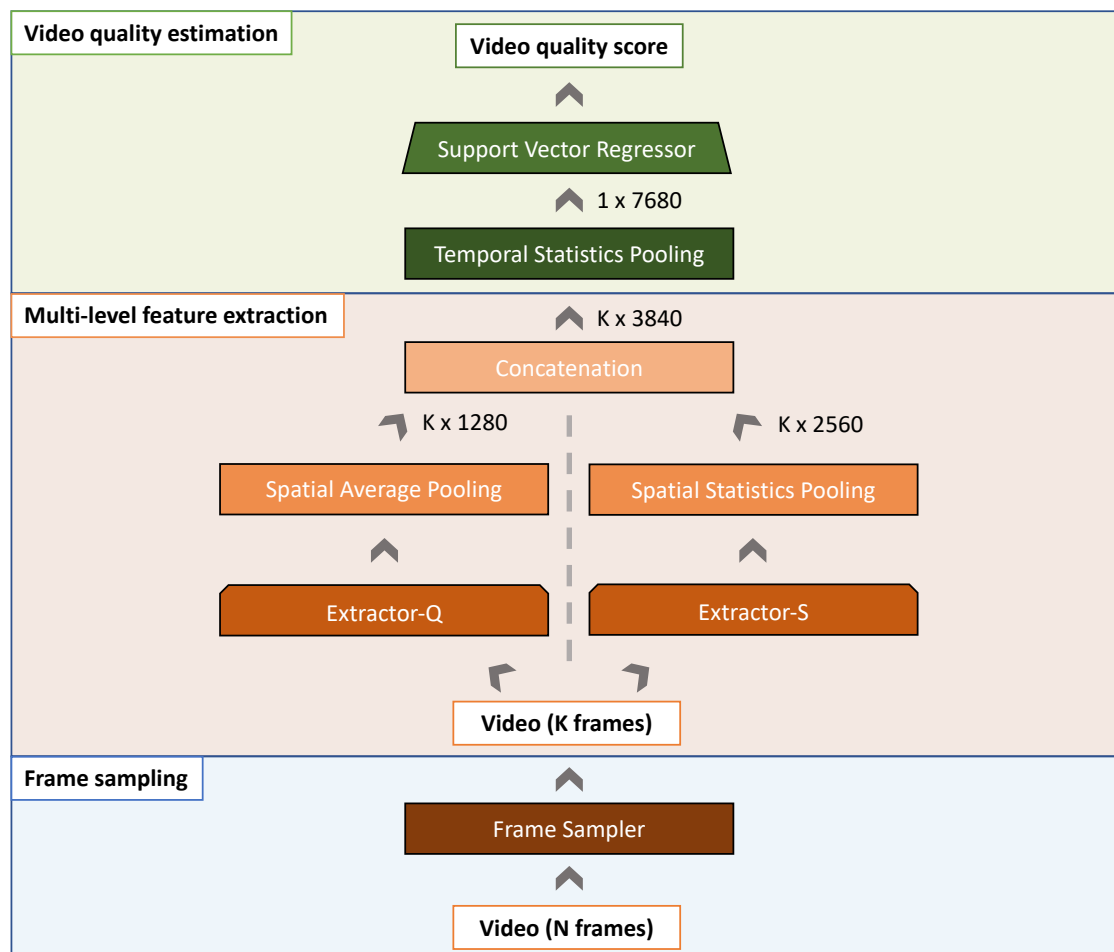 Video quality estimation
Video quality score
Support Vector Regressor
1 x 7680
Temporal Statistics Pooling
Multi-level feature extraction
K x 3840
Concatenation
K x 1280
K x 2560
Spatial Average Pooling
Spatial Statistics Pooling
Extractor-Q
Extractor-S
Video (K frames)
Frame sampling
Frame Sampler
Video (N frames)